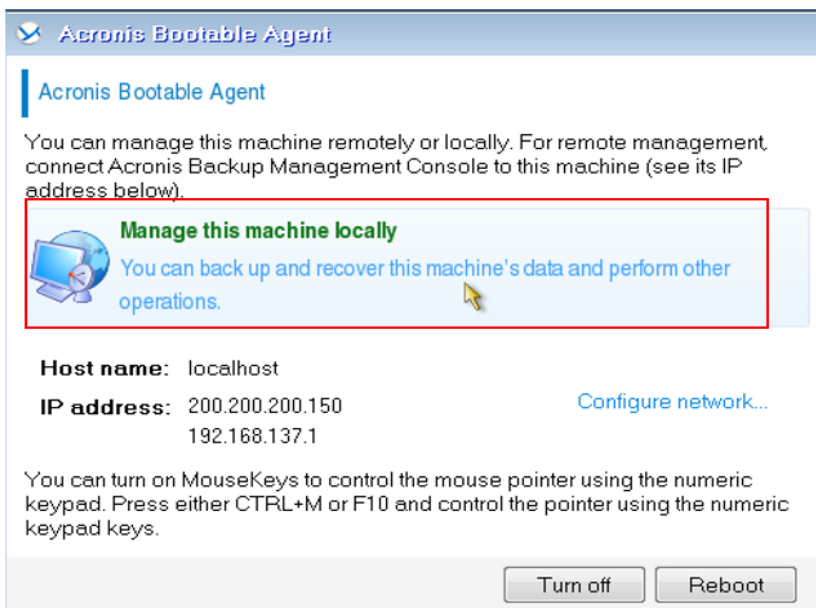 Acronis Bootable Agent
Acronis Bootable Agent
You can manage this machine remotely or locally. For remote management,
connect Acronis Backup Management Console to this machine (see its IP
address below).
Manage this machine locally
You can back up and recover this machine's data and perform other
operations.
Host name: localhost
IP address: 200.200.200.150 Configure network...
192.168.137.1
You can turn on MouseKeys to control the mouse pointer using the numeric
keypad. Press either CTRL+M or F10 and control the pointer using the numeric
keypad keys.
Turn off Reboot